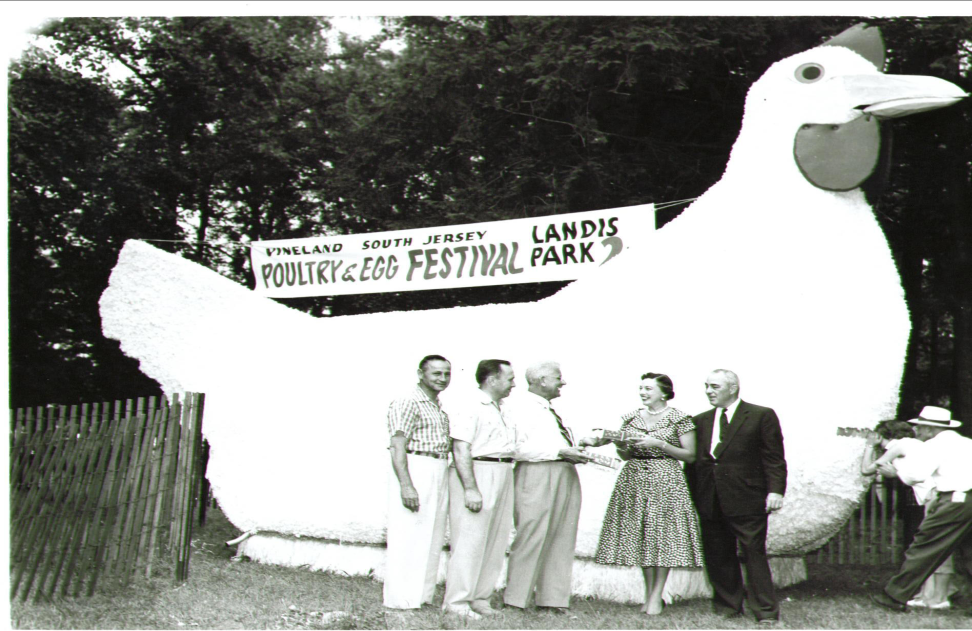 VINELAND SOUTH JERSEY
POULTRY & EGG FESTIVAL
LANDIS
PARK